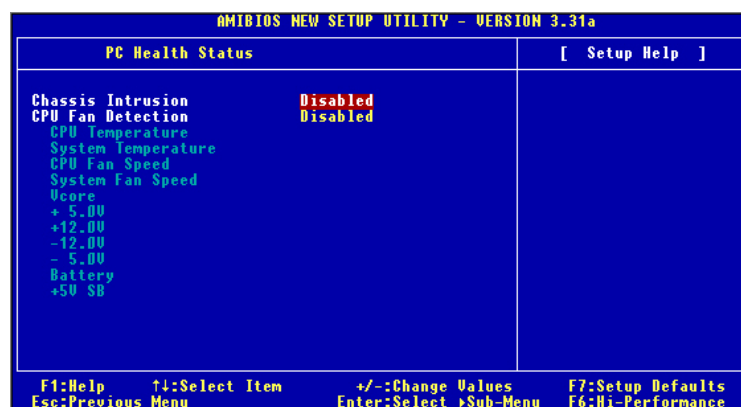 AMIBIOS NEW SETUP UTILITY - VERSION 3.31a
PC Health Status
[ Setup Help ]
Chassis Intrusion Disabled
CPU Fan Detection Disabled
CPU Temperature
System Temperature
CPU Fan Speed
System Fan Speed
Vcore
+ 5.0V
+12.0V
-12.0V
- 5.0V
Battery
+5V SB
F1:Help ↑↓:Select Item +/-:Change Values F7:Setup Defaults
Esc:Previous Menu Enter:Select ▸Sub-Menu F6:Hi-Performance